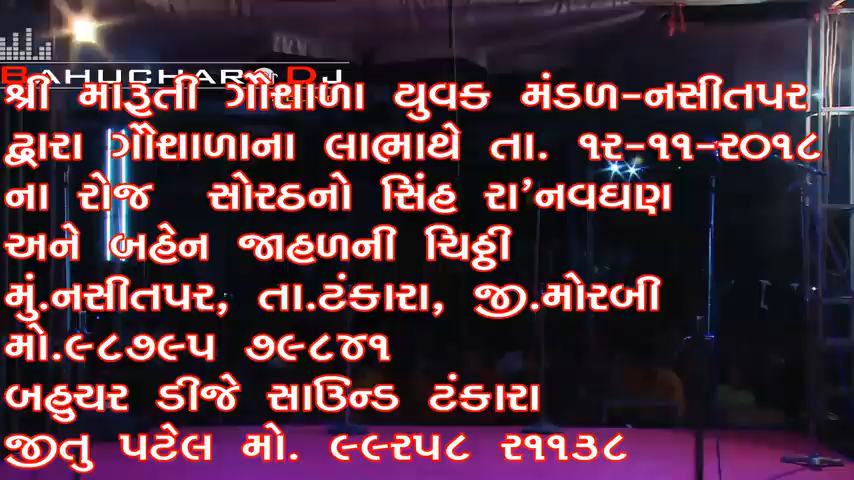 BAHUCHAR DJ
શ્રી મારૂતી ગૌશાળા યુવક મંડળ-નસીતપર
દ્વારા ગૌશાળાના લાભાર્થે તા. ૧૨-૧૧-૨૦૧૮
ના રોજ સોરઠનો સિંહ રા'નવઘણ
અને બહેન જાહળની ચિઠ્ઠી
મું.નસીતપર, તા.ટંકારા, જી.મોરબી
મો.૯૮૭૯૫ ૭૯૮૪૧
બહુચર ડીજે સાઉન્ડ ટંકારા
જીતુ પટેલ મો. ૯૯૨૫૮ ૨૧૧૩૮